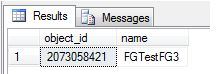 Results Messages
object_id name
1 2073058421 FGTestFG3